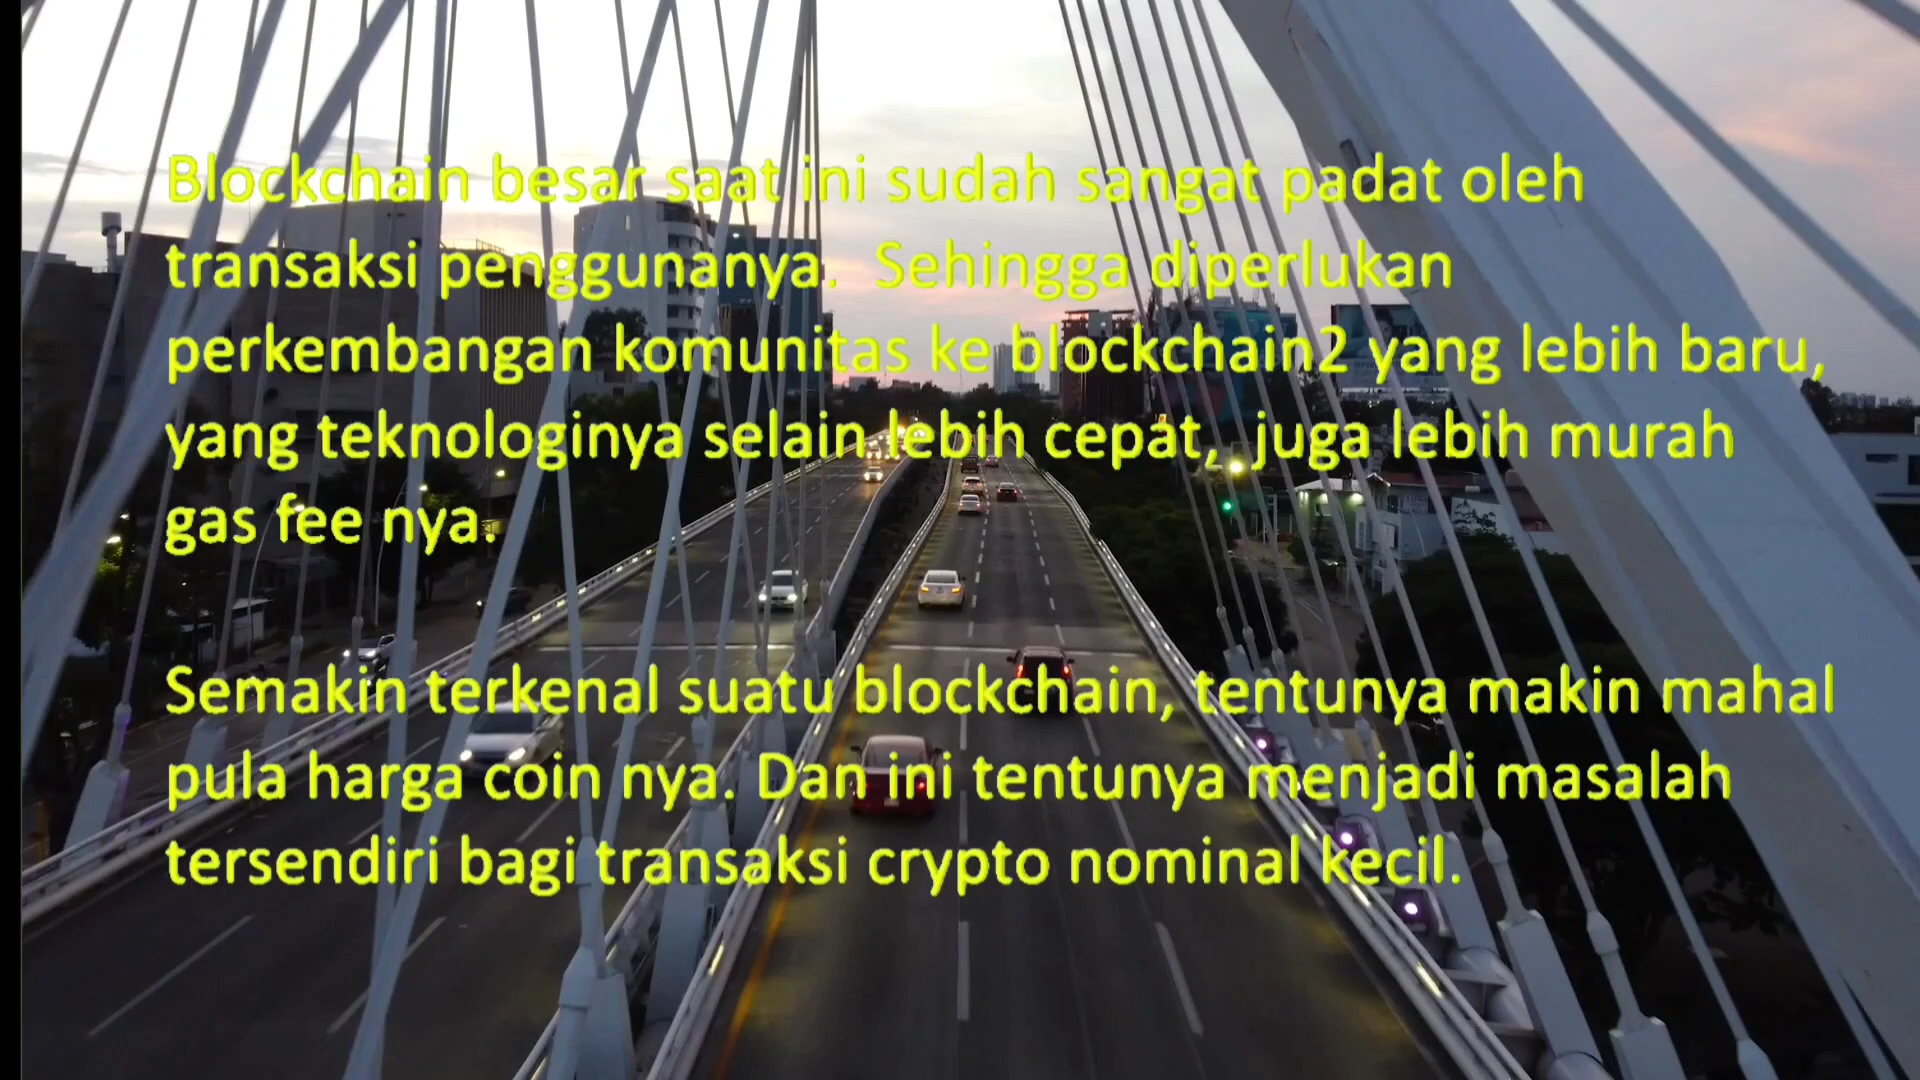 Blockchain besar saat ini sudah sangat padat oleh
transaksi penggunanya.  Sehingga diperlukan
perkembangan komunitas ke blockchain2 yang lebih baru,
yang teknologinya selain lebih cepat,  juga lebih murah
gas fee nya.
Semakin terkenal suatu blockchain, tentunya makin mahal
pula harga coin nya. Dan ini tentunya menjadi masalah
tersendiri bagi transaksi crypto nominal kecil.